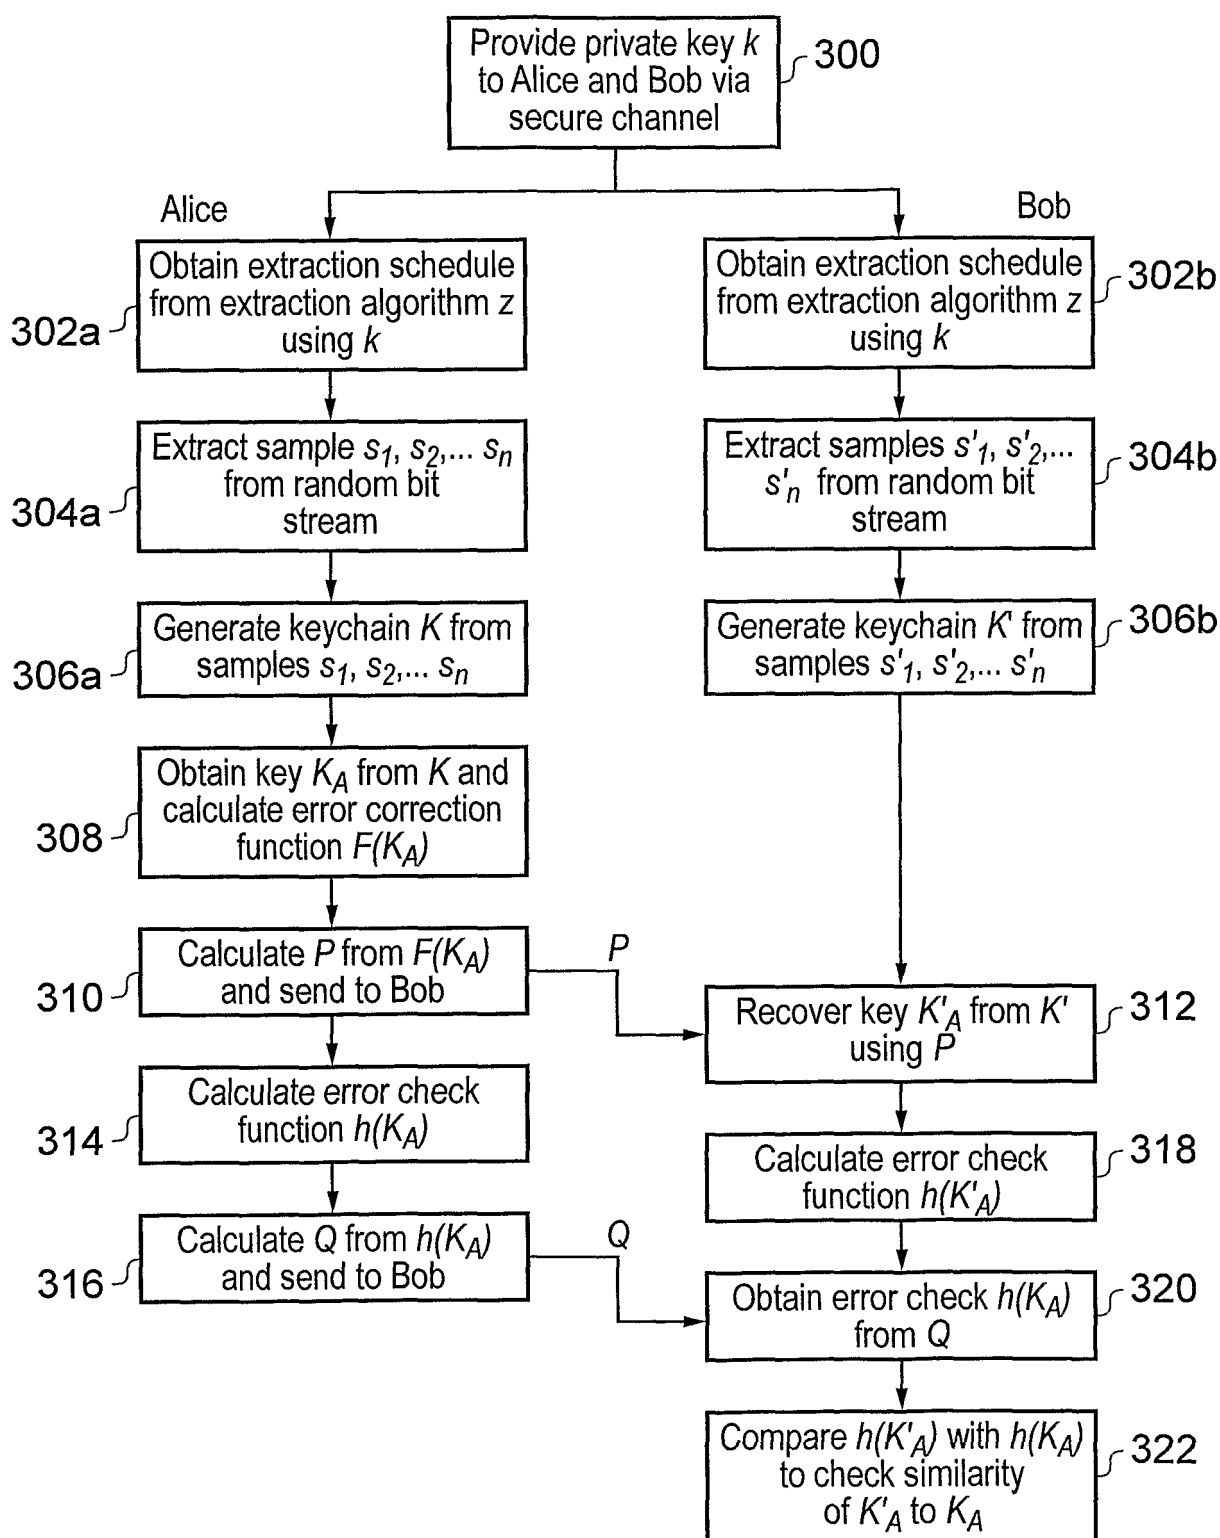 Provide private key k
to Alice and Bob via
secure channel
300
Alice
Bob
Obtain extraction schedule
from extraction algorithm z
using k
302a
Obtain extraction schedule
from extraction algorithm z
using k
302b
Extract sample s1, s2,... sn
from random bit
stream
304a
Extract samples s'1, s'2,...
s'n from random bit
stream
304b
Generate keychain K from
samples s1, s2,... sn
306a
Generate keychain K' from
samples s'1, s'2,... s'n
306b
Obtain key KA from K and
calculate error correction
function F(KA)
308
Calculate P from F(KA)
and send to Bob
310
P
Recover key K'A from K'
using P
312
Calculate error check
function h(KA)
314
Calculate error check
function h(K'A)
318
Calculate Q from h(KA)
and send to Bob
316
Q
Obtain error check h(KA)
from Q
320
Compare h(K'A) with h(KA)
to check similarity
of K'A to KA
322